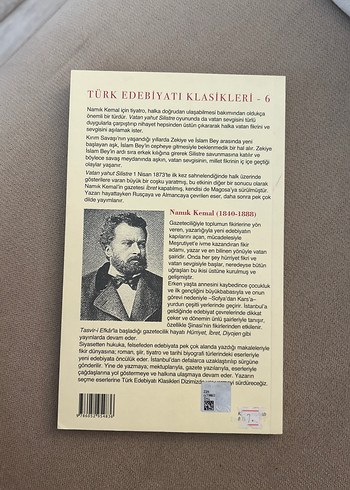 TÜRK EDEBİYATI KLASİKLERİ - 6
Namık Kemal için tiyatro, halka doğrudan ulaşabilmesi bakımından oldukça
önemli bir türdür. Vatan yahut Silistre oyununda da vatan sevgisini türlü
duygularla çarpıştırıp nihayet hepsinden üstün çıkararak halka vatan fikrini ve
sevgisini aşılamak ister.
Kırım Savaşı'nın yaşandığı yıllarda Zekiye ve İslam Bey arasında yeni
başlayan aşk, İslam Bey'in cepheye gitmesiyle beklenmedik bir hal alır. Zekiye
İslam Bey'in ardı sıra erkek kılığına girerek Silistre savunmasına katılır ve
böylece savaş meydanında aşkın, vatan sevgisinin, millet fikrinin iç içe geçtiği
olaylar yaşanır.
Vatan yahut Silistre 1 Nisan 1873'te ilk kez sahnelendiğinde halk üzerinde
gösterilere varan büyük bir coşku yaratmış, bu etkinin diğer bir sonucu olarak
Namık Kemal'in gazetesi İbret kapatılmış, kendisi de Magosa'ya sürülmüştür.
Yazarı hayattayken Rusçaya ve Almancaya çevrilen eser, daha sonra pek çok
dilde yayımlanır.
Namık Kemal (1840-1888)
Gazeteciliğiyle toplumun fikirlerine yön
veren, yazarlığıyla yeni edebiyatın
kapılarını açan, mücadelesiyle
Meşrutiyet'e ivme kazandıran fikir
adamı, yazar ve en bilinen yönüyle vatan
şairidir. Onda her şey hürriyet fikri ve
vatan sevgisiyle başlar, neredeyse bütün
uğraşları bu ikisi üstüne kurulmuş ve
gelişmiştir.
Erken yaşta annesini kaybedince çocukluk
ve ilk gençliğini büyükbabasıyla ve onun
görevi nedeniyle –Sofya'dan Kars'a–
yurdun çeşitli yerlerinde geçirir. İstanbul'a
geldiğinde edebiyat çevrelerinde dikkat
çeker ve dönemin ünlü şairleriyle tanışır,
özellikle Şinasi'nin fikirlerinden etkilenir.
Tasvir-i Efkâr'la başladığı gazetecilik hayatı Hürriyet, İbret, Diyojen gibi
yayınlarda devam eder.
Siyasetten hukuka, felsefeden edebiyata pek çok alanda yazdığı makaleleriyle
fikir dünyasına; roman, şiir, tiyatro ve tarihi biyografi türlerindeki eserleriyle
yeni edebiyata öncülük eder. İstanbul'dan defalarca uzaklaştırılıp sürgüne
gönderilir. Yine de yazmaya; mektuplarıyla, gazete yazılarıyla, eserleriyle
çağdaşlarına yol göstermeye ve halkına ulaşmaya devam eder. Yazarın
seçme eserlerine Türk Edebiyatı Klasikleri Dizimizde yer vermeyi sürdüreceğiz.